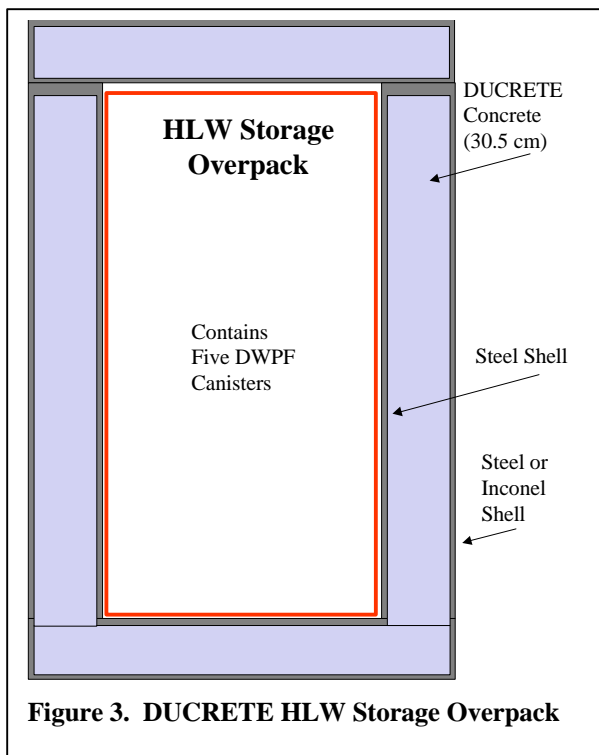 HLW Storage
Overpack
DUCRETE
Concrete
(30.5 cm)
Contains
Five DWPF
Canisters
Steel Shell
Steel or
Inconel
Shell
Figure 3.  DUCRETE HLW Storage Overpack